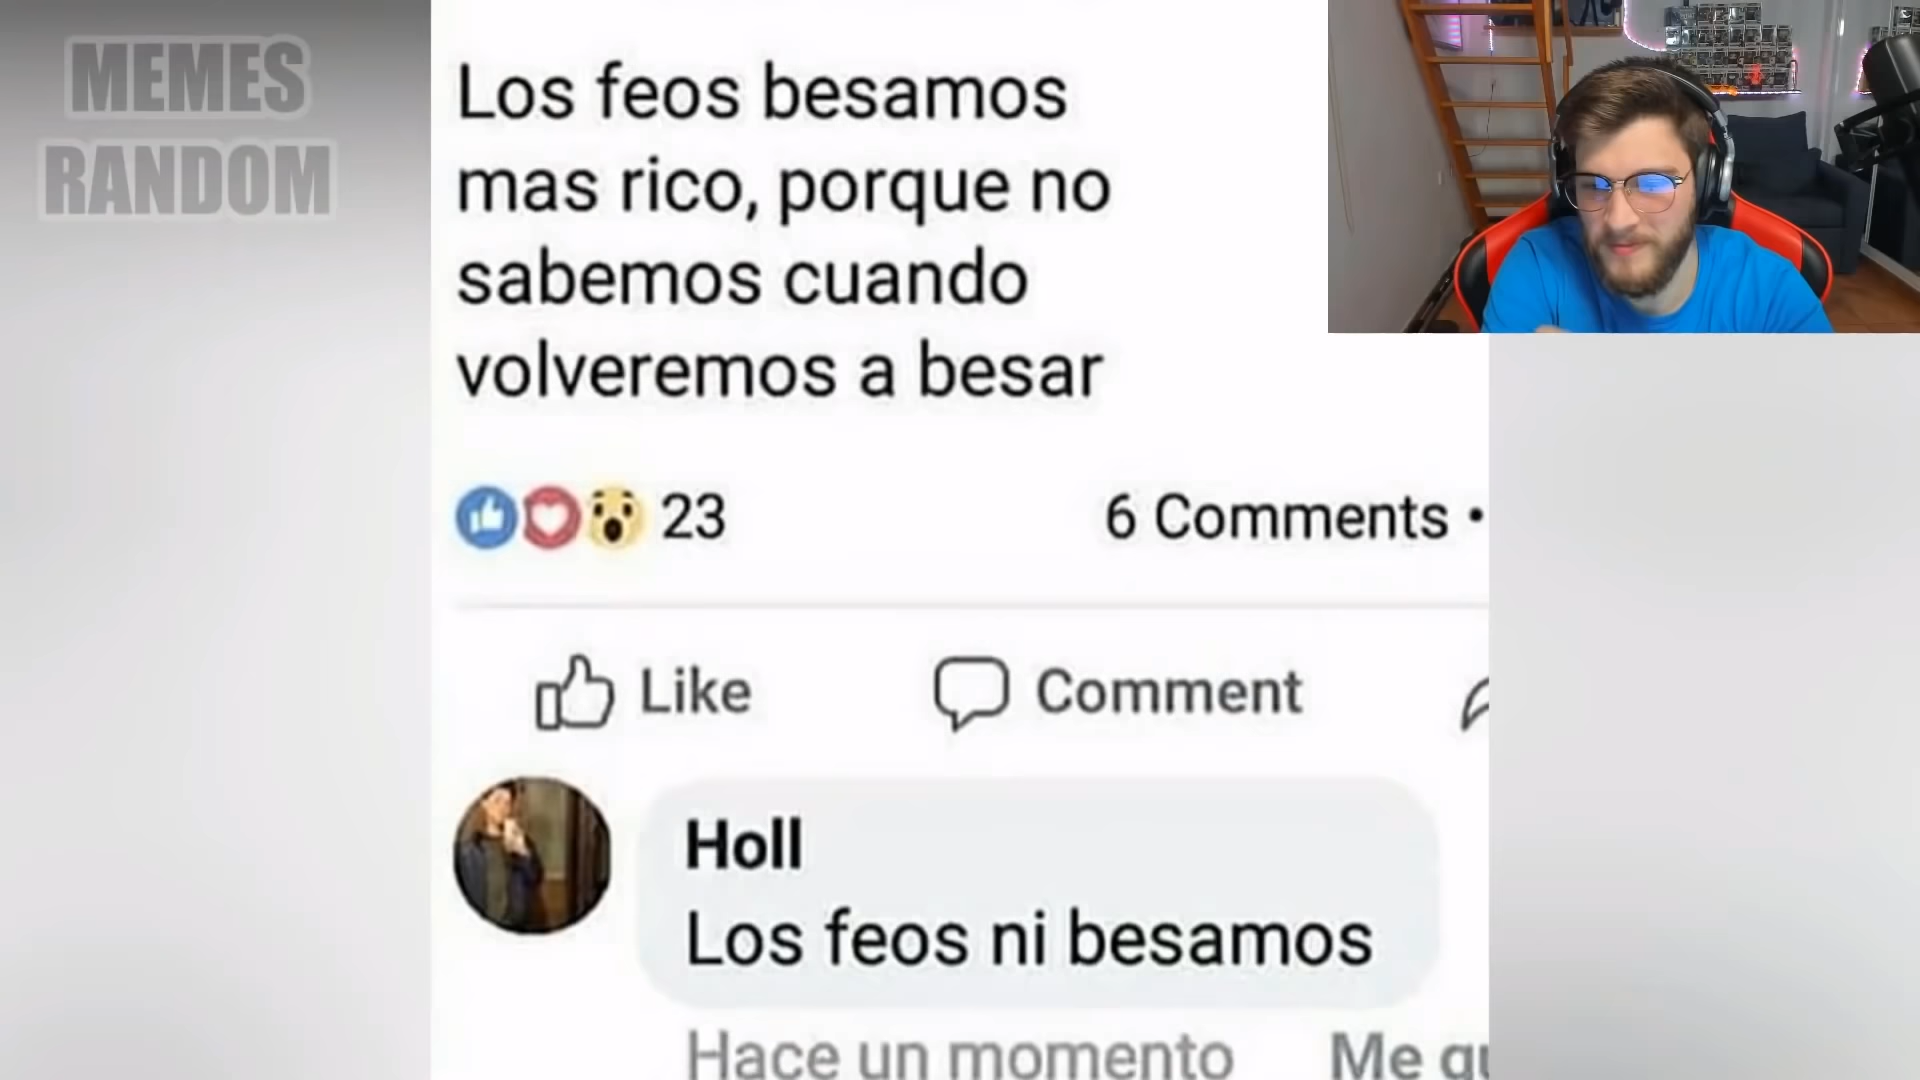 MEMES
RANDOM
Los feos besamos
mas rico, porque no
sabemos cuando
volveremos a besar
23
6 Comments •
Like
Comment
Holl
Los feos ni besamos
Hace un momento
Me